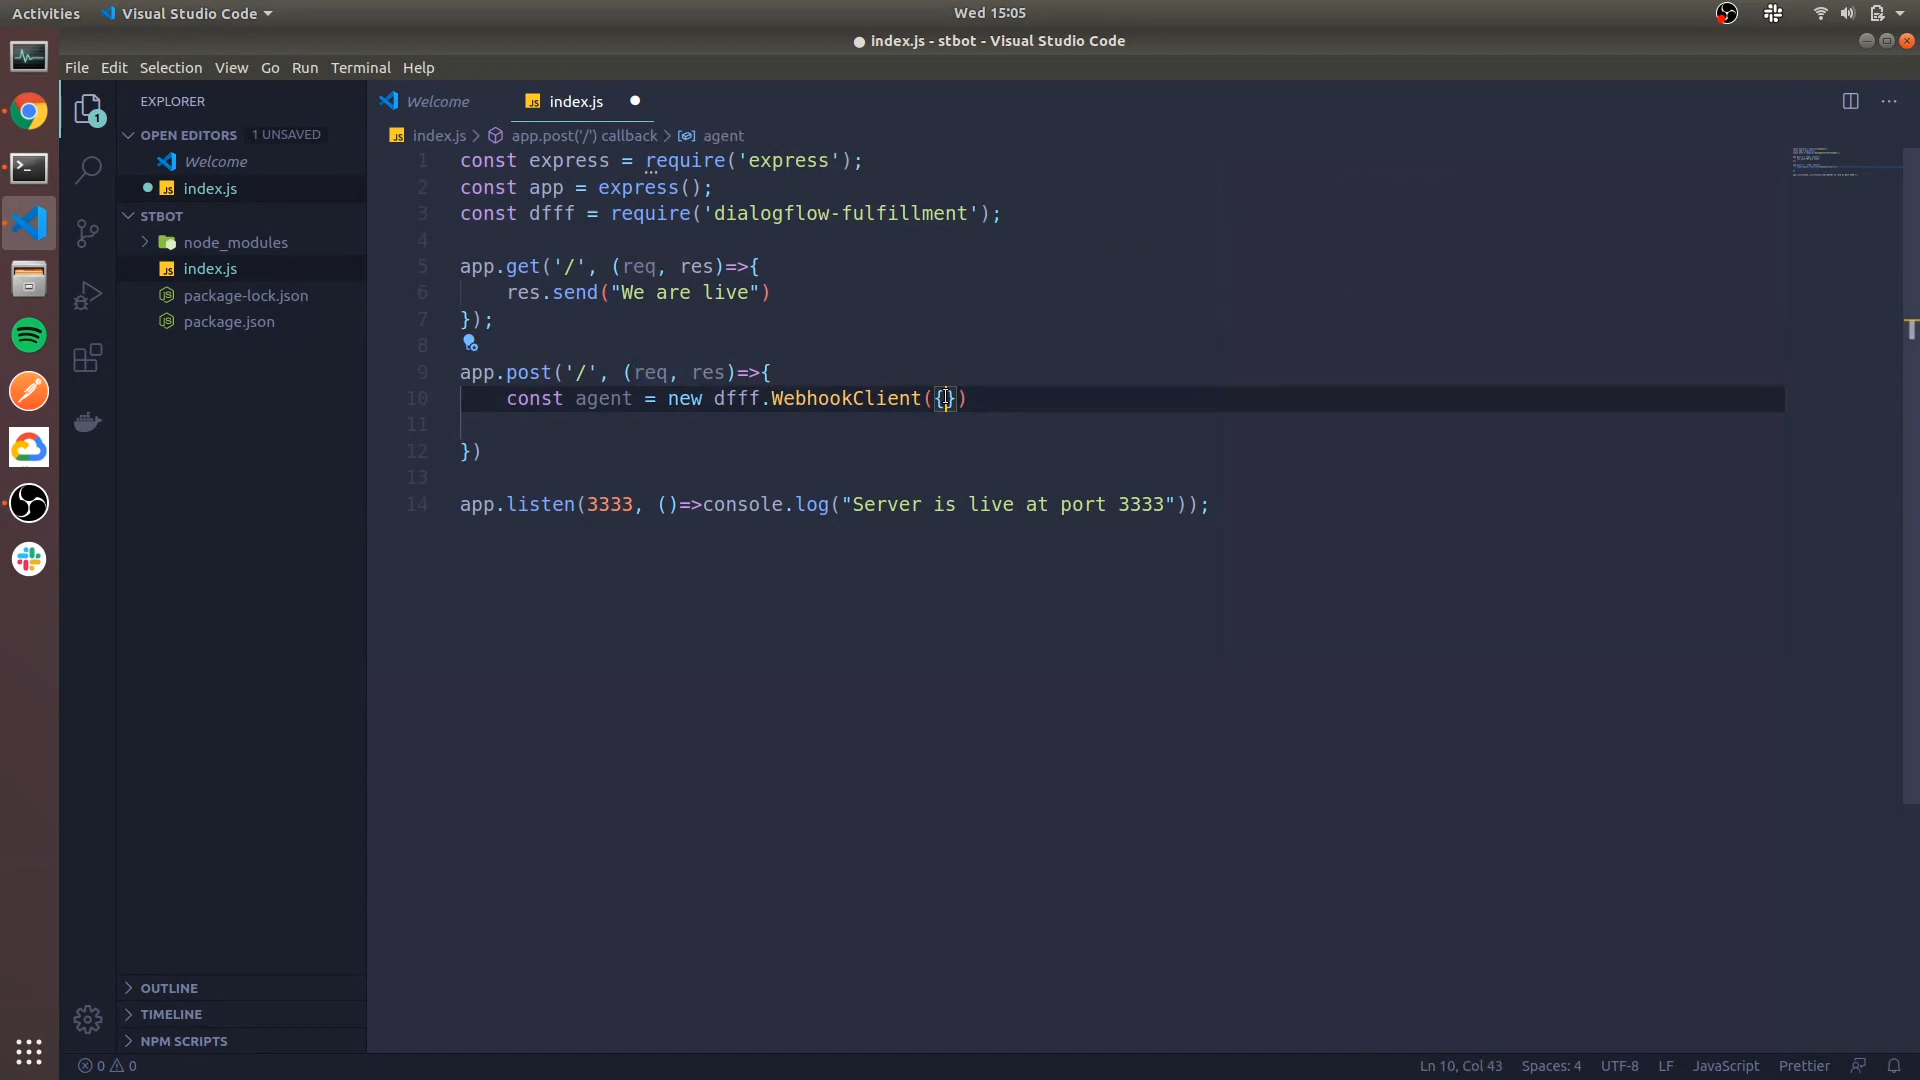 Activities
Visual Studio Code
Wed 15:05
● index.js - stbot - Visual Studio Code
File Edit Selection View Go Run Terminal Help
EXPLORER
OPEN EDITORS 1 UNSAVED
Welcome
index.js
STBOT
node_modules
index.js
package-lock.json
package.json
OUTLINE
TIMELINE
NPM SCRIPTS
1
Welcome
index.js
index.js > app.post('/') callback > agent
1 const express = require('express');
2 const app = express();
3 const dfff = require('dialogflow-fulfillment');
4
5 app.get('/', (req, res)=>{
6 res.send("We are live")
7 });
8
9 app.post('/', (req, res)=>{
10 const agent = new dfff.WebhookClient({})
11
12 })
13
14 app.listen(3333, ()=>console.log("Server is live at port 3333"));
0 0
Ln 10, Col 43 Spaces: 4 UTF-8 LF JavaScript Prettier